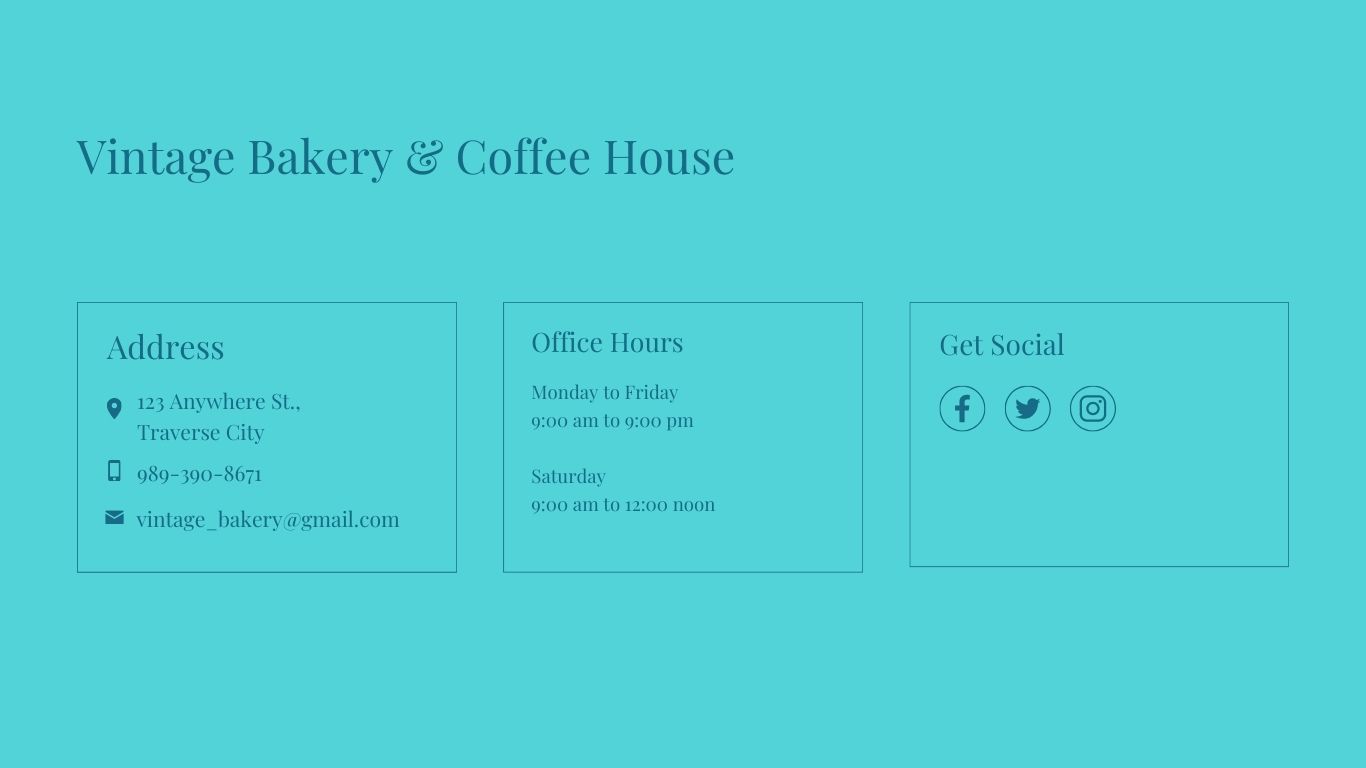 Vintage Bakery & Coffee House
Address
123 Anywhere St.,
Traverse City
989-390-8671
vintage_bakery@gmail.com
Office Hours
Monday to Friday
9:00 am to 9:00 pm
Saturday
9:00 am to 12:00 noon
Get Social